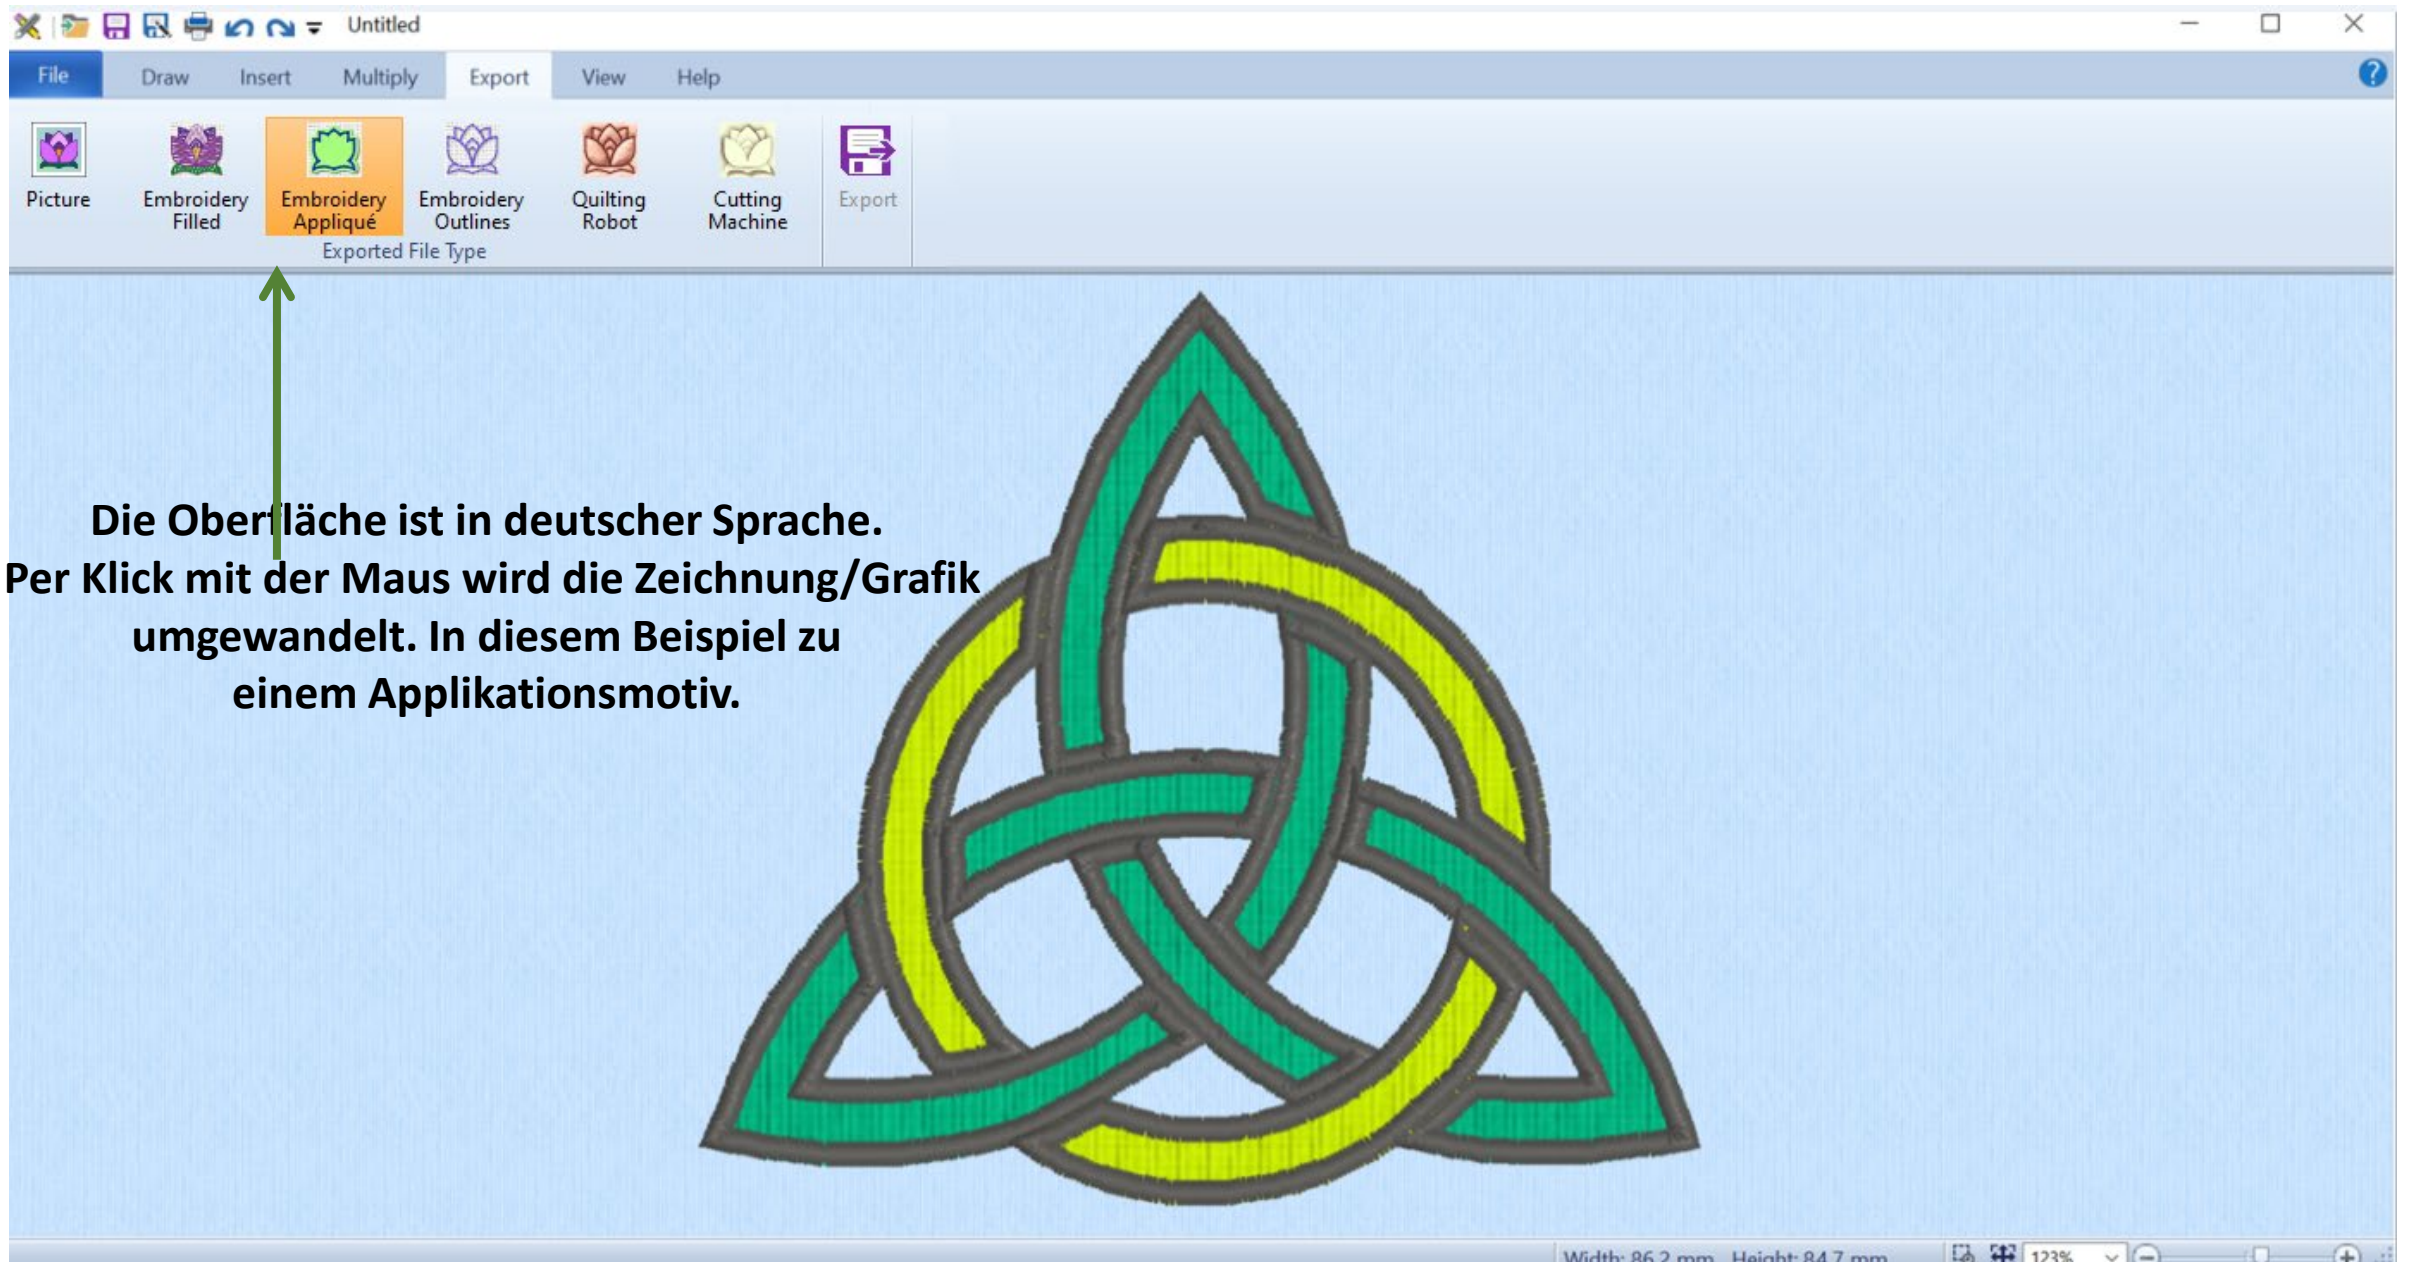 Untitled
File Draw Insert Multiply Export View Help
Picture Embroidery Filled Embroidery Appliqué Embroidery Outlines Quilting Robot Cutting Machine Export
Exported File Type
Die Oberfläche ist in deutscher Sprache.
Per Klick mit der Maus wird die Zeichnung/Grafik
umgewandelt. In diesem Beispiel zu
einem Applikationsmotiv.
Width: 86.2 mm Height: 84.7 mm 123%